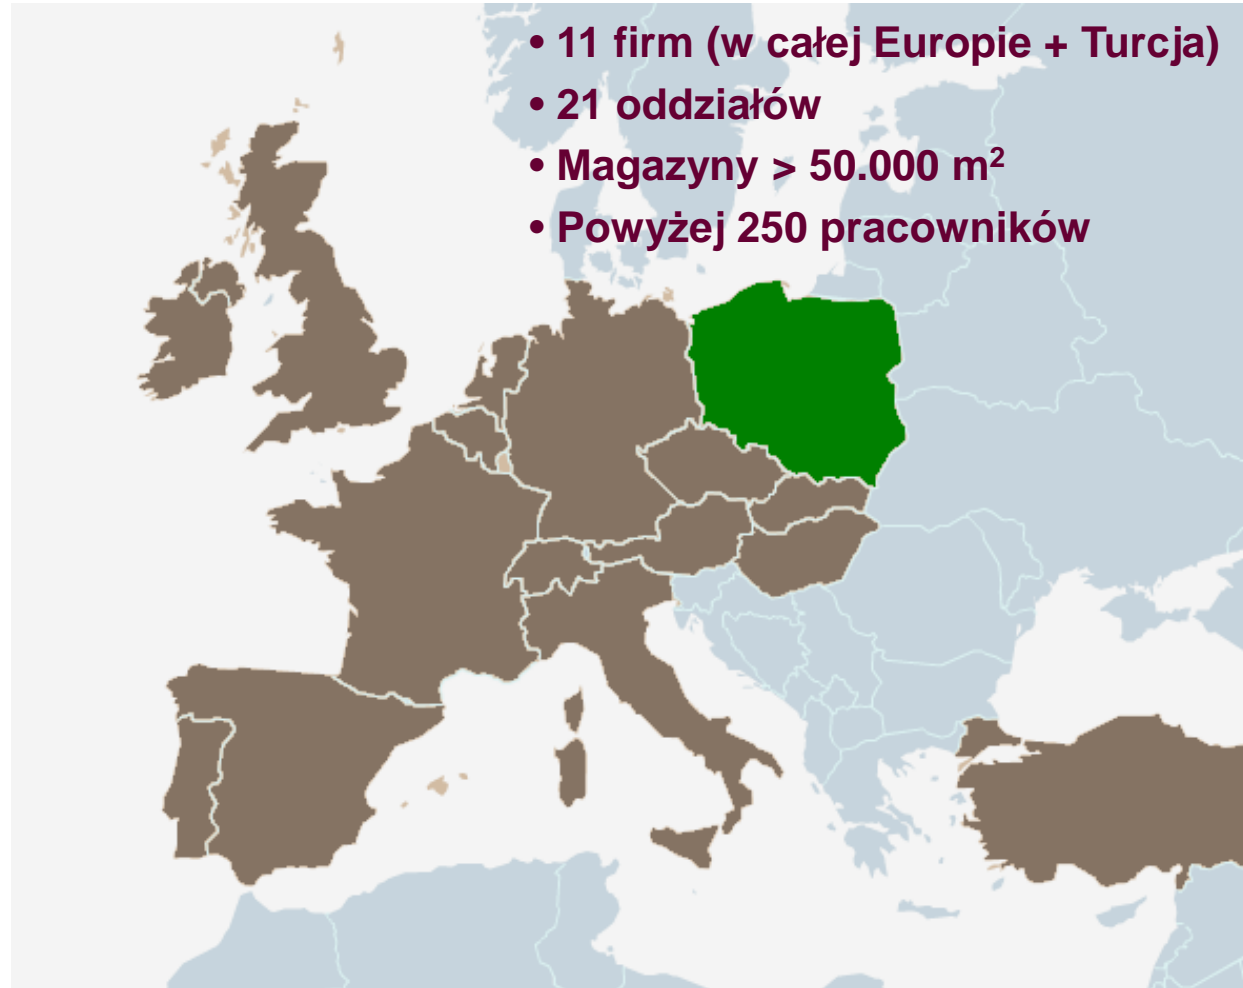 • 11 firm (w całej Europie + Turcja)
• 21 oddziałów
• Magazyny > 50.000 m²
• Powyżej 250 pracowników